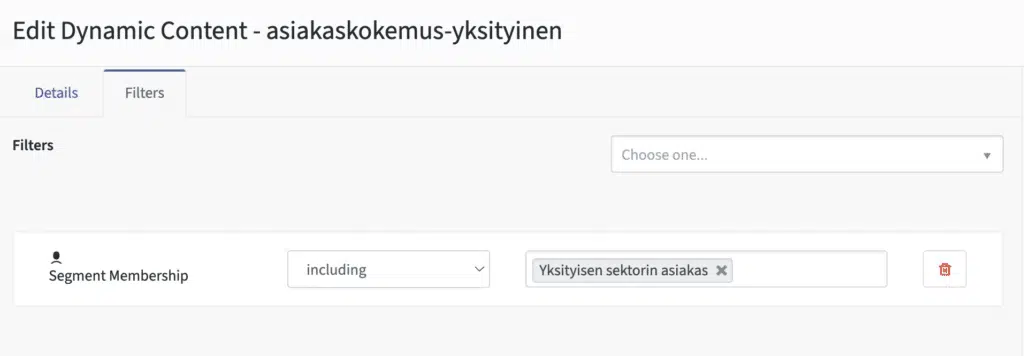 Edit Dynamic Content - asiakaskokemus-yksityinen
Details
Filters
Filters
Choose one...
Segment Membership
including
Yksityisen sektorin asiakas